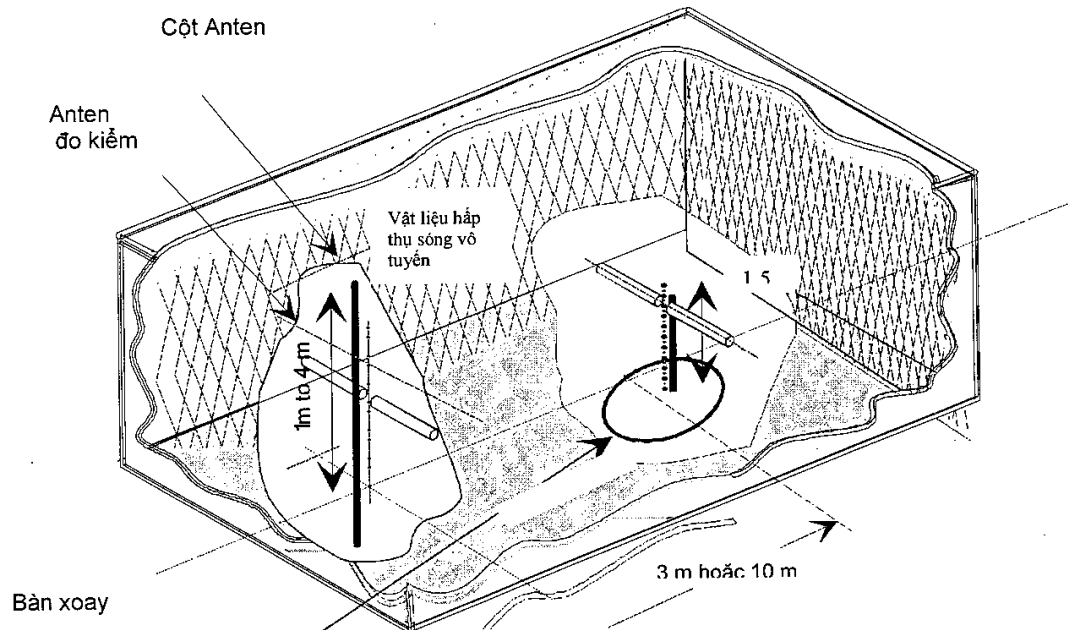 Cột Anten
Anten
đo kiểm
Vật liệu hấp
thụ sóng vô
tuyến
1.5
1m to 4 m
3 m hoặc 10 m
Bàn xoay